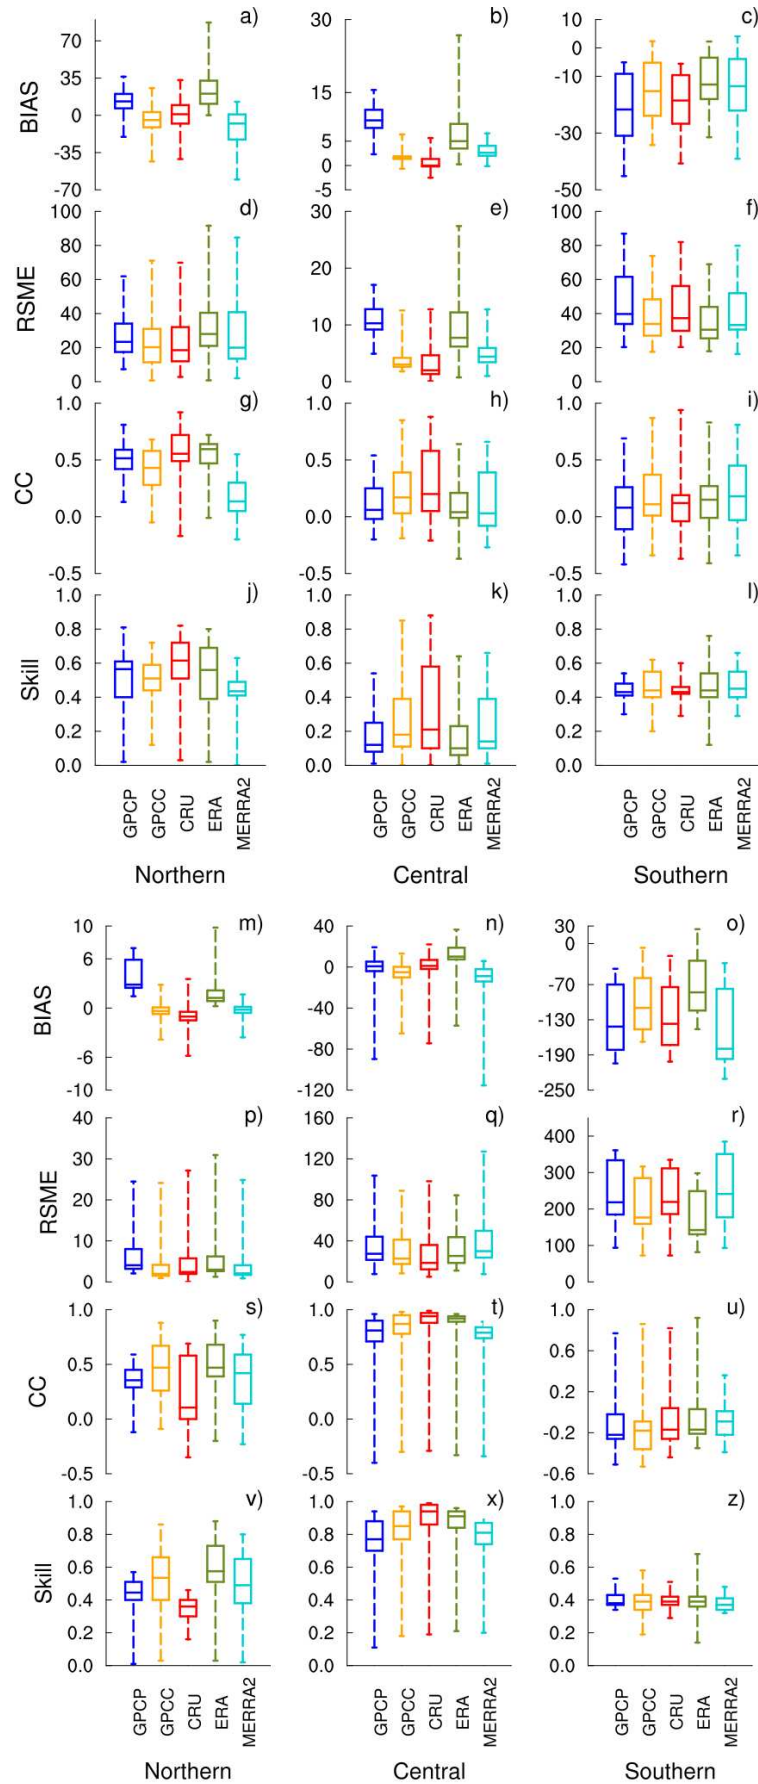 a) b) c)
BIAS
70 35 0 -35 -70
30 15 5 0 -5
10 0 -10 -30 -50
d) e) f)
RSME
100 80 60 40 20 0
30 20 10 0
100 80 60 40 20 0
g) h) i)
CC
1.0 0.5 0.0 -0.5
1.0 0.5 0.0 -0.5
1.0 0.5 0.0 -0.5
j) k) l)
Skill
1.0 0.8 0.6 0.4 0.2 0.0
1.0 0.8 0.6 0.4 0.2 0.0
1.0 0.8 0.6 0.4 0.2 0.0
GPCP GPCC CRU ERA MERRA2
GPCP GPCC CRU ERA MERRA2
GPCP GPCC CRU ERA MERRA2
Northern Central Southern
m) n) o)
BIAS
10 6 0 -6 -10
40 0 -40 -80 -120
30 0 -70 -130 -190 -250
p) q) r)
RSME
40 30 20 10 0
160 120 80 40 0
400 300 200 100 0
s) t) u)
CC
1.0 0.5 0.0 -0.5
1.0 0.5 0.0 -0.5
1.0 0.6 0.2 -0.2 -0.6
v) x) z)
Skill
1.0 0.8 0.6 0.4 0.2 0.0
1.0 0.8 0.6 0.4 0.2 0.0
1.0 0.8 0.6 0.4 0.2 0.0
GPCP GPCC CRU ERA MERRA2
GPCP GPCC CRU ERA MERRA2
GPCP GPCC CRU ERA MERRA2
Northern Central Southern